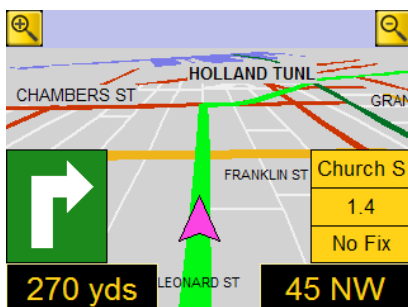 HOLLAND TUNL
CHAMBERS ST
GRAN
FRANKLIN ST
Church S
1.4
No Fix
270 yds
LEONARD ST
45 NW